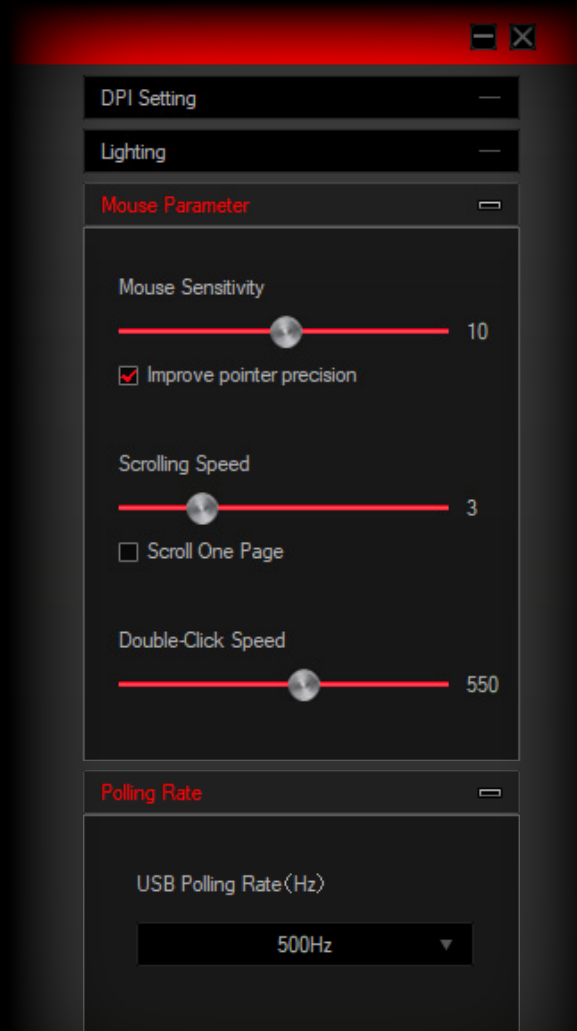 DPI Setting
Lighting
Mouse Parameter
Mouse Sensitivity
10
Improve pointer precision
Scrolling Speed
3
Scroll One Page
Double-Click Speed
550
Polling Rate
USB Polling Rate（Hz）
500Hz